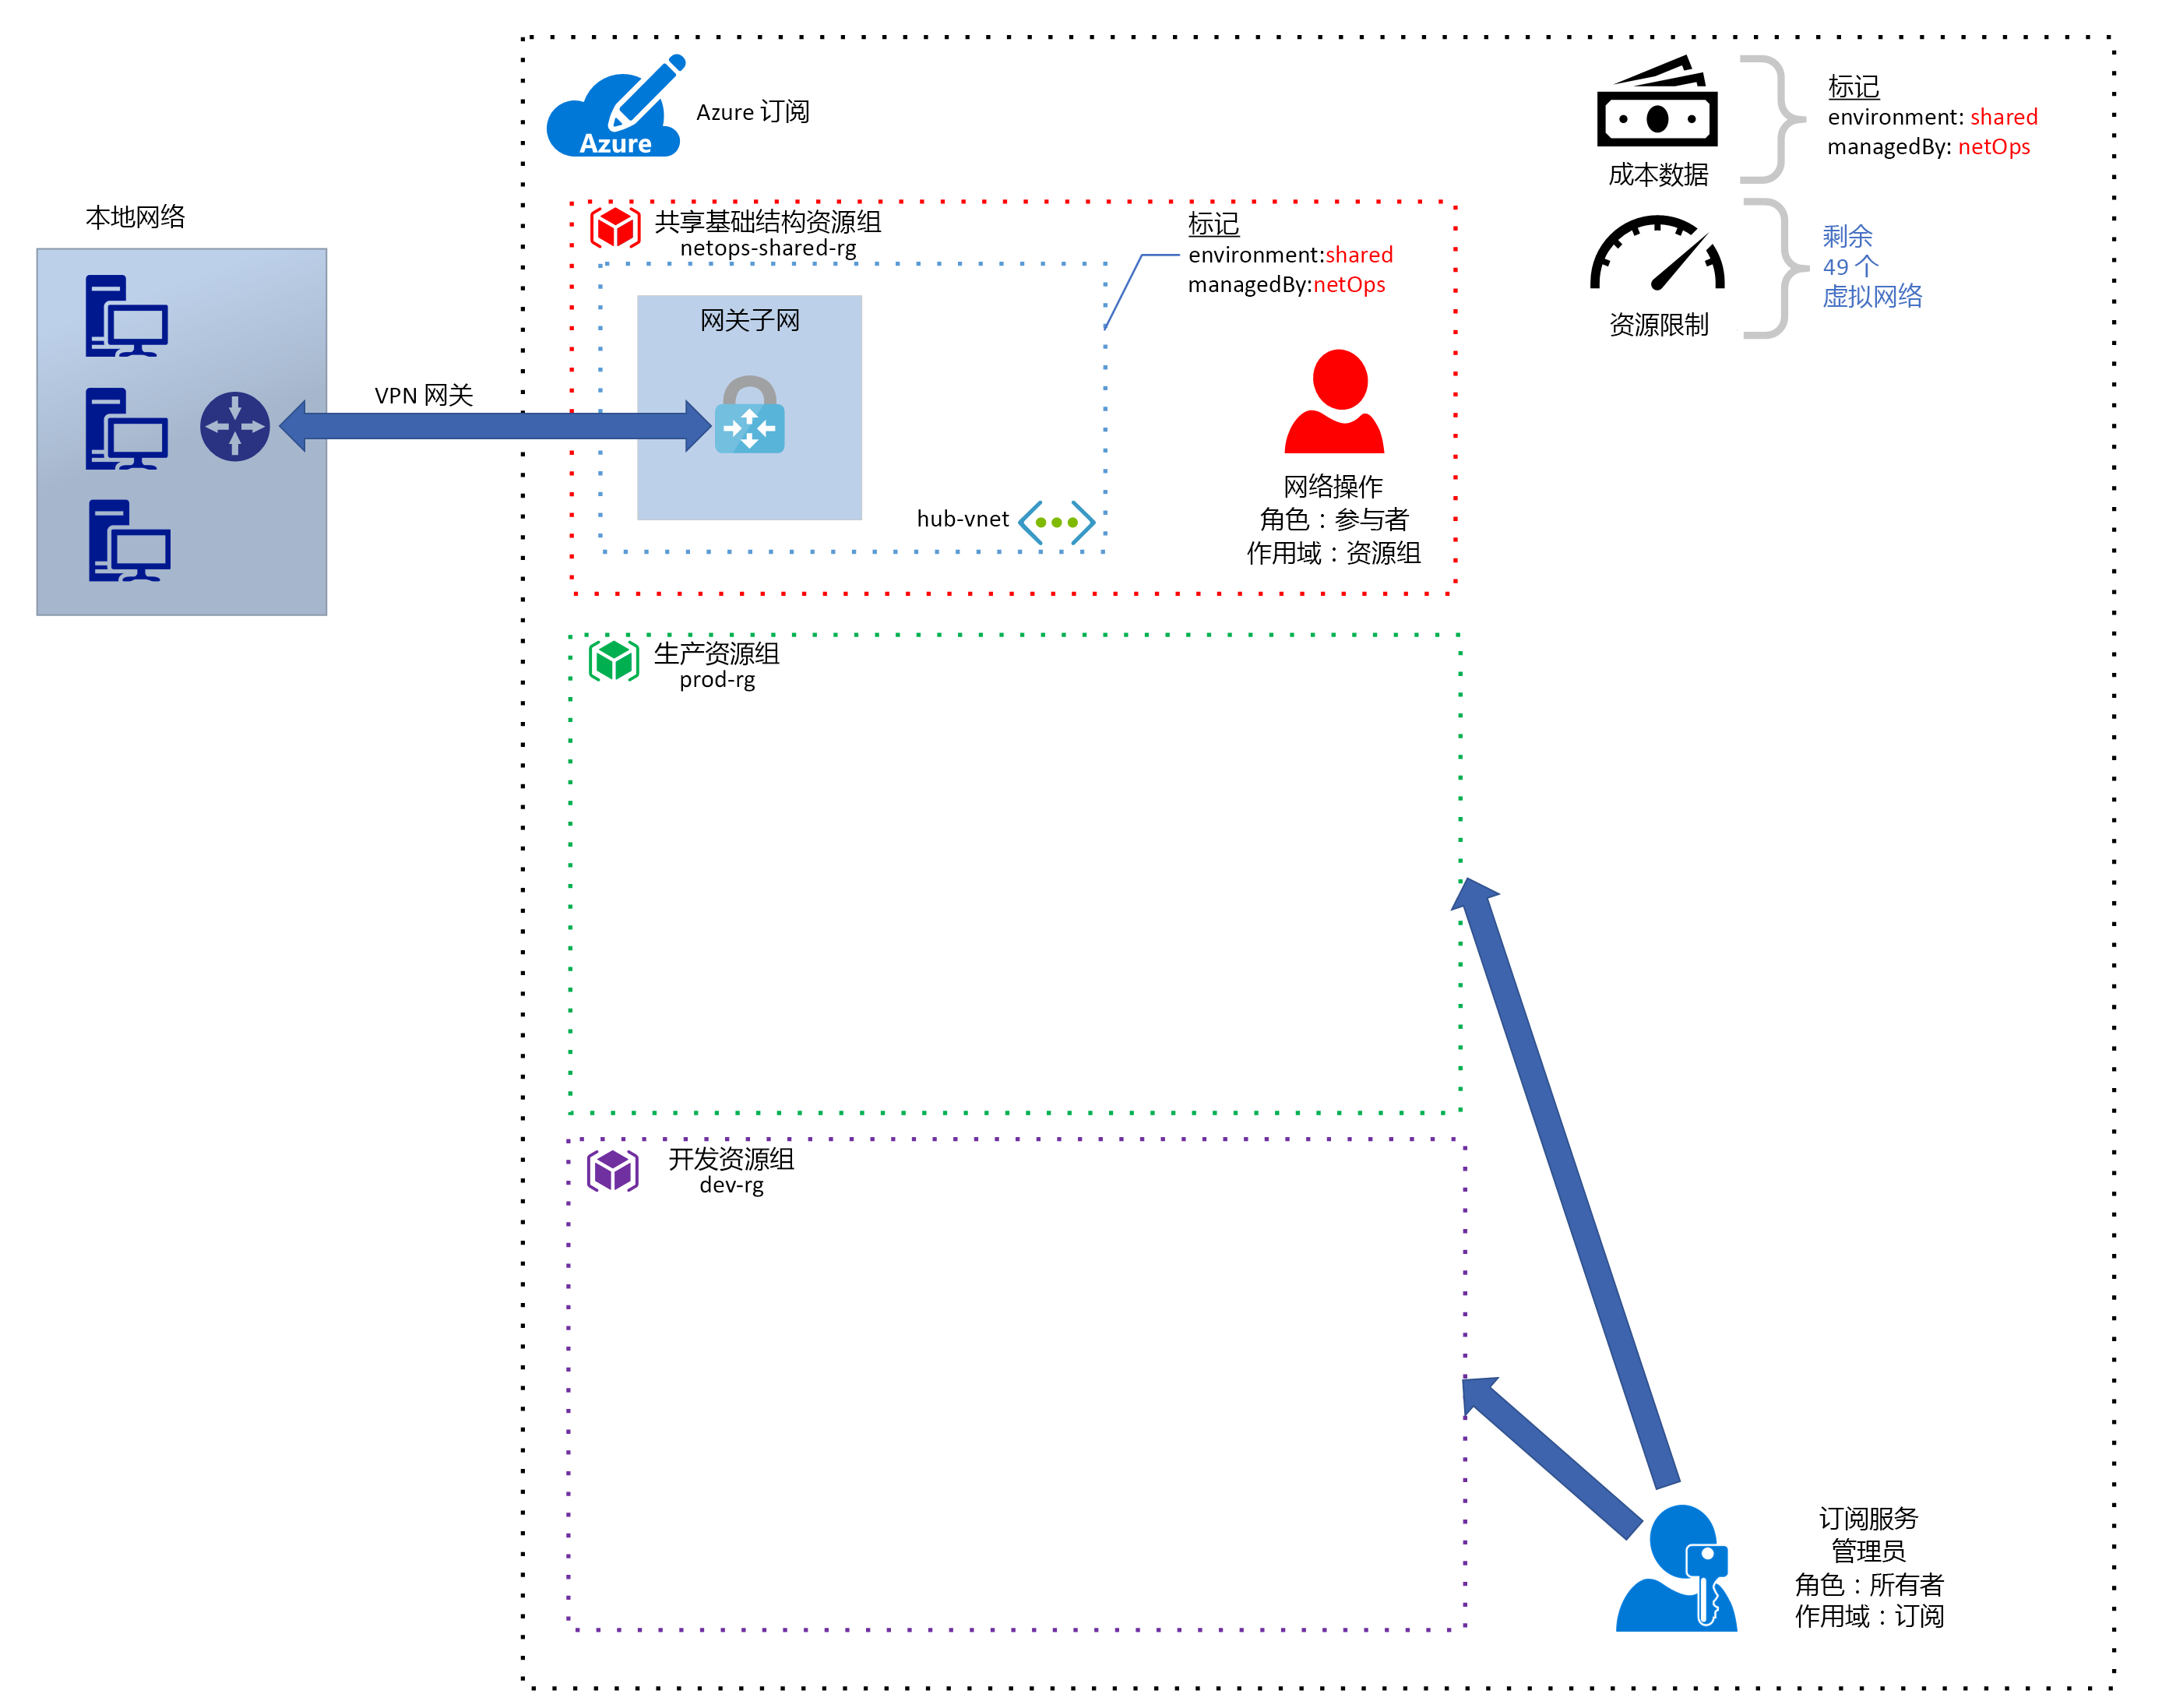 Azure
Azure 订阅
成本数据
标记
environment: shared
managedBy: netOps
资源限制
剩余
49 个
虚拟网络
本地网络
VPN 网关
共享基础结构资源组
netops-shared-rg
网关子网
hub-vnet
标记
environment:shared
managedBy:netOps
网络操作
角色：参与者
作用域：资源组
生产资源组
prod-rg
开发资源组
dev-rg
订阅服务
管理员
角色：所有者
作用域：订阅